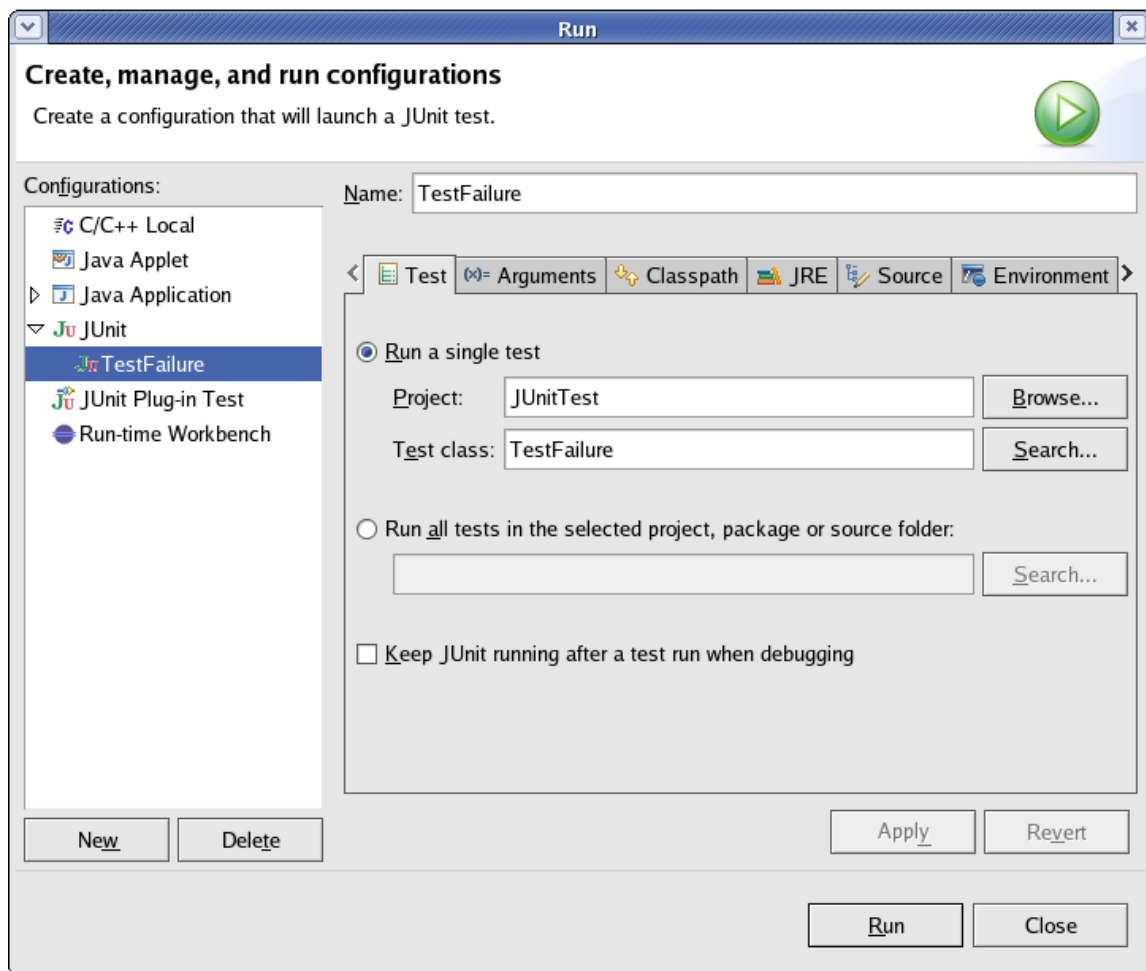 Run
Create, manage, and run configurations
Create a configuration that will launch a JUnit test.
Configurations:
C/C++ Local
Java Applet
Java Application
JUnit
TestFailure
JUnit Plug-in Test
Run-time Workbench
New Delete
Name: TestFailure
Test (x)= Arguments Classpath JRE Source Environment
Run a single test
Project: JUnitTest Browse...
Test class: TestFailure Search...
Run all tests in the selected project, package or source folder:
Search...
Keep JUnit running after a test run when debugging
Apply Revert
Run Close